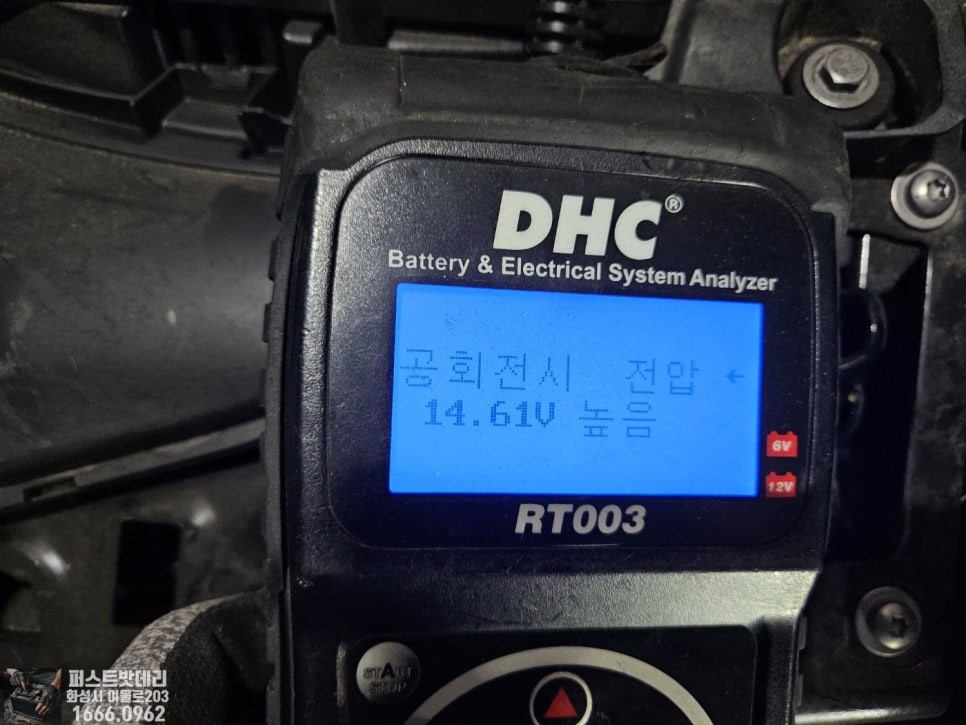 DHC®
Battery & Electrical System Analyzer
공회전시 전압 ←
14.61V 높음
6V
12V
RT003
START
STOP
퍼스트밧데리
화성시 여울로203
1666.0962